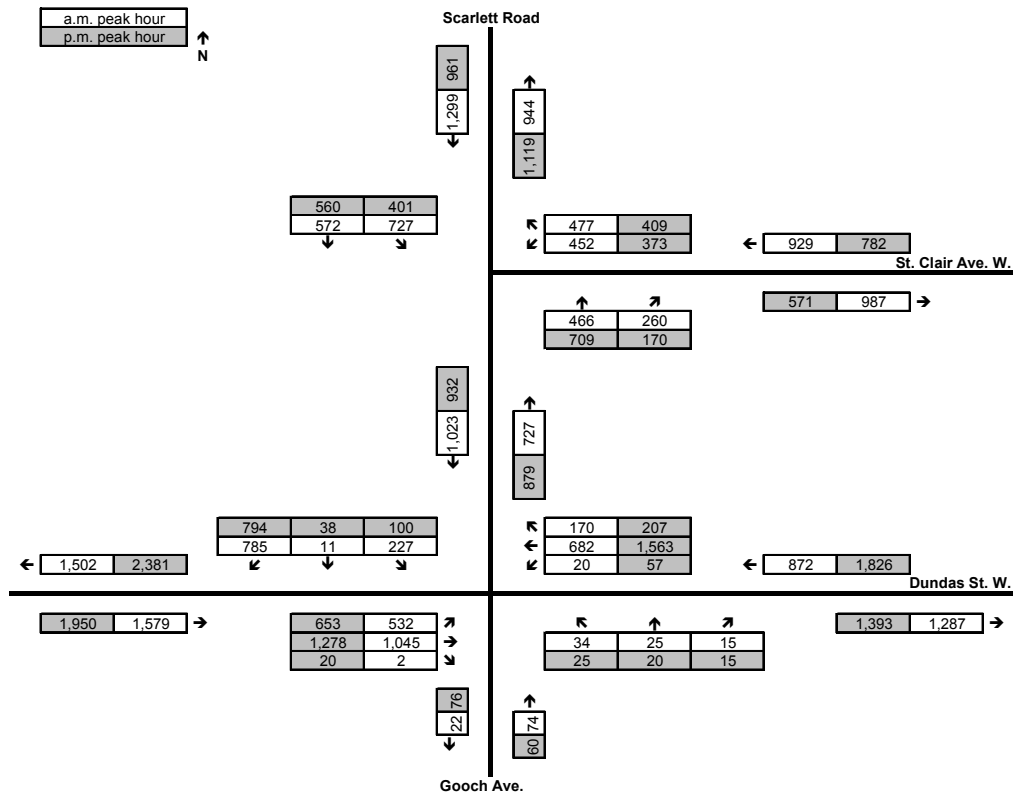 a.m. peak hour
p.m. peak hour
N
Scarlett Road
961
1,299
944
1,119
560 401
572 727
477 409
452 373
929 782
St. Clair Ave. W.
571 987
466 260
709 170
932
1,023
727
879
794 38 100
785 11 227
170 207
682 1,563
20 57
1,502 2,381
872 1,826
Dundas St. W.
1,950 1,579
653 532
1,278 1,045
20 2
34 25 15
25 20 15
1,393 1,287
76
22
74
60
Gooch Ave.